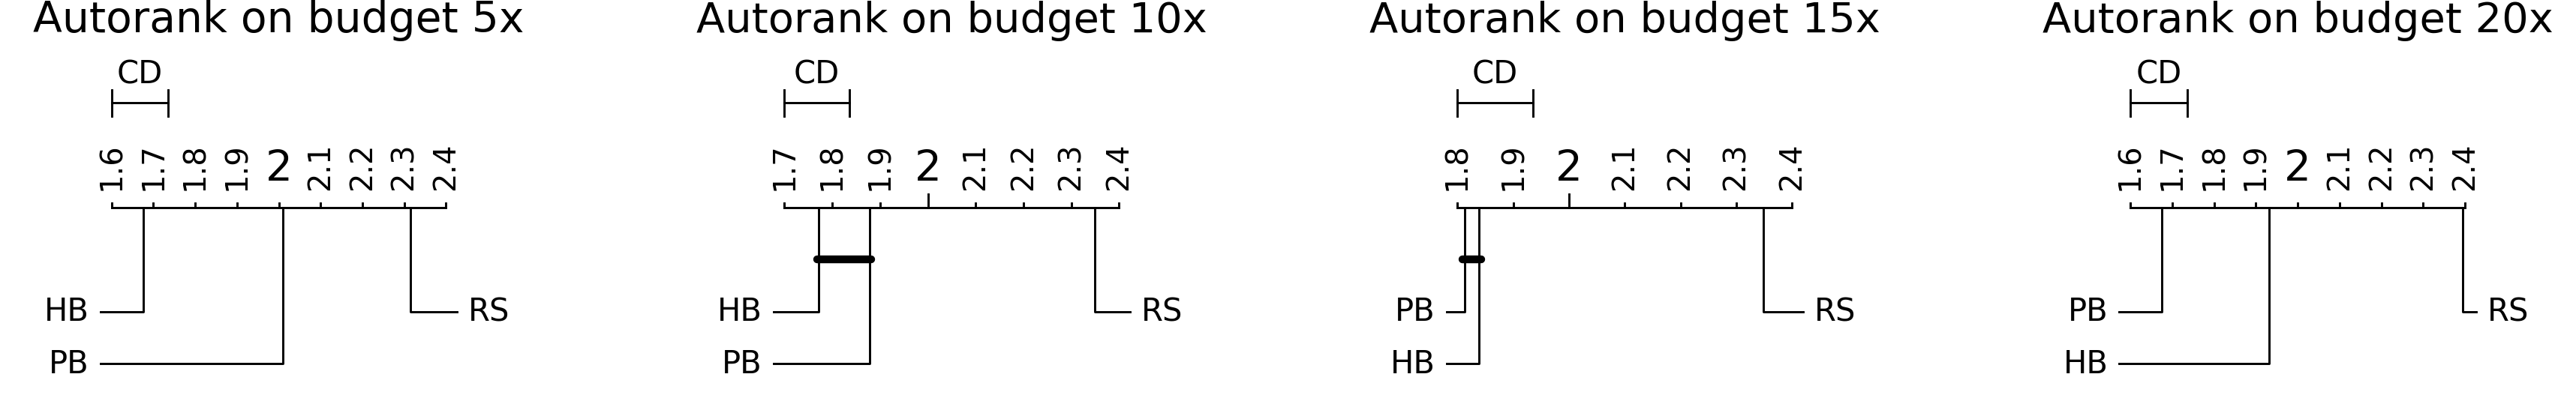 Autorank on budget 5x
CD
1.6 1.7 1.8 1.9 2 2.1 2.2 2.3 2.4
HB
RS
PB
Autorank on budget 10x
CD
1.7 1.8 1.9 2 2.1 2.2 2.3 2.4
HB
RS
PB
Autorank on budget 15x
CD
1.8 1.9 2 2.1 2.2 2.3 2.4
PB
RS
HB
Autorank on budget 20x
CD
1.6 1.7 1.8 1.9 2 2.1 2.2 2.3 2.4
PB
RS
HB